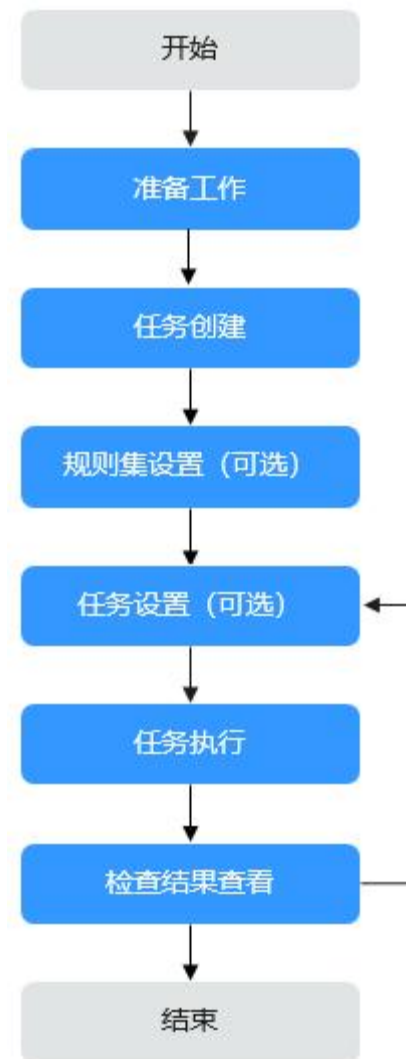 开始
准备工作
任务创建
规则集设置（可选）
任务设置（可选）
任务执行
检查结果查看
结束